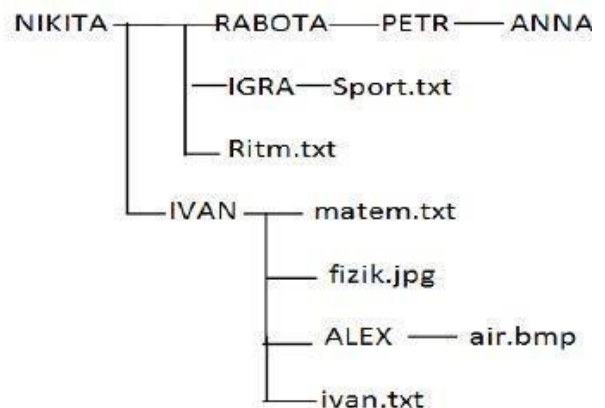 NIKITA RABOTA PETR ANNA
IGRA Sport.txt
Ritm.txt
IVAN matem.txt
fizik.jpg
ALEX air.bmp
ivan.txt